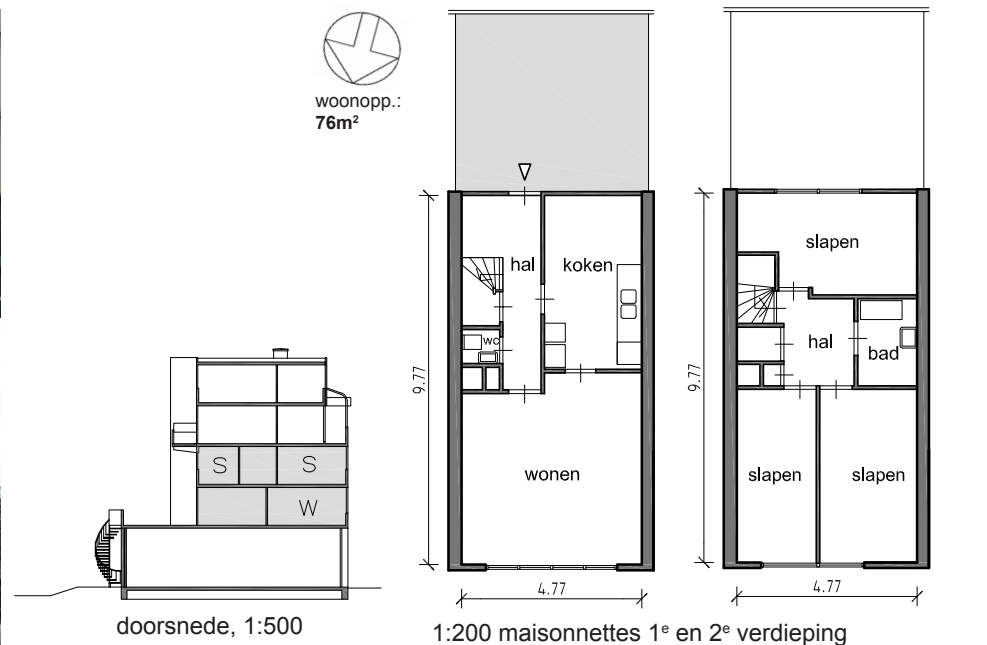 woonopp.:
76m²
hal
koken
wc
wonen
9.77
4.77
slapen
hal
bad
slapen
slapen
9.77
4.77
S
S
W
doorsnede, 1:500
1:200 maisonnettes 1ᵉ en 2ᵉ verdieping